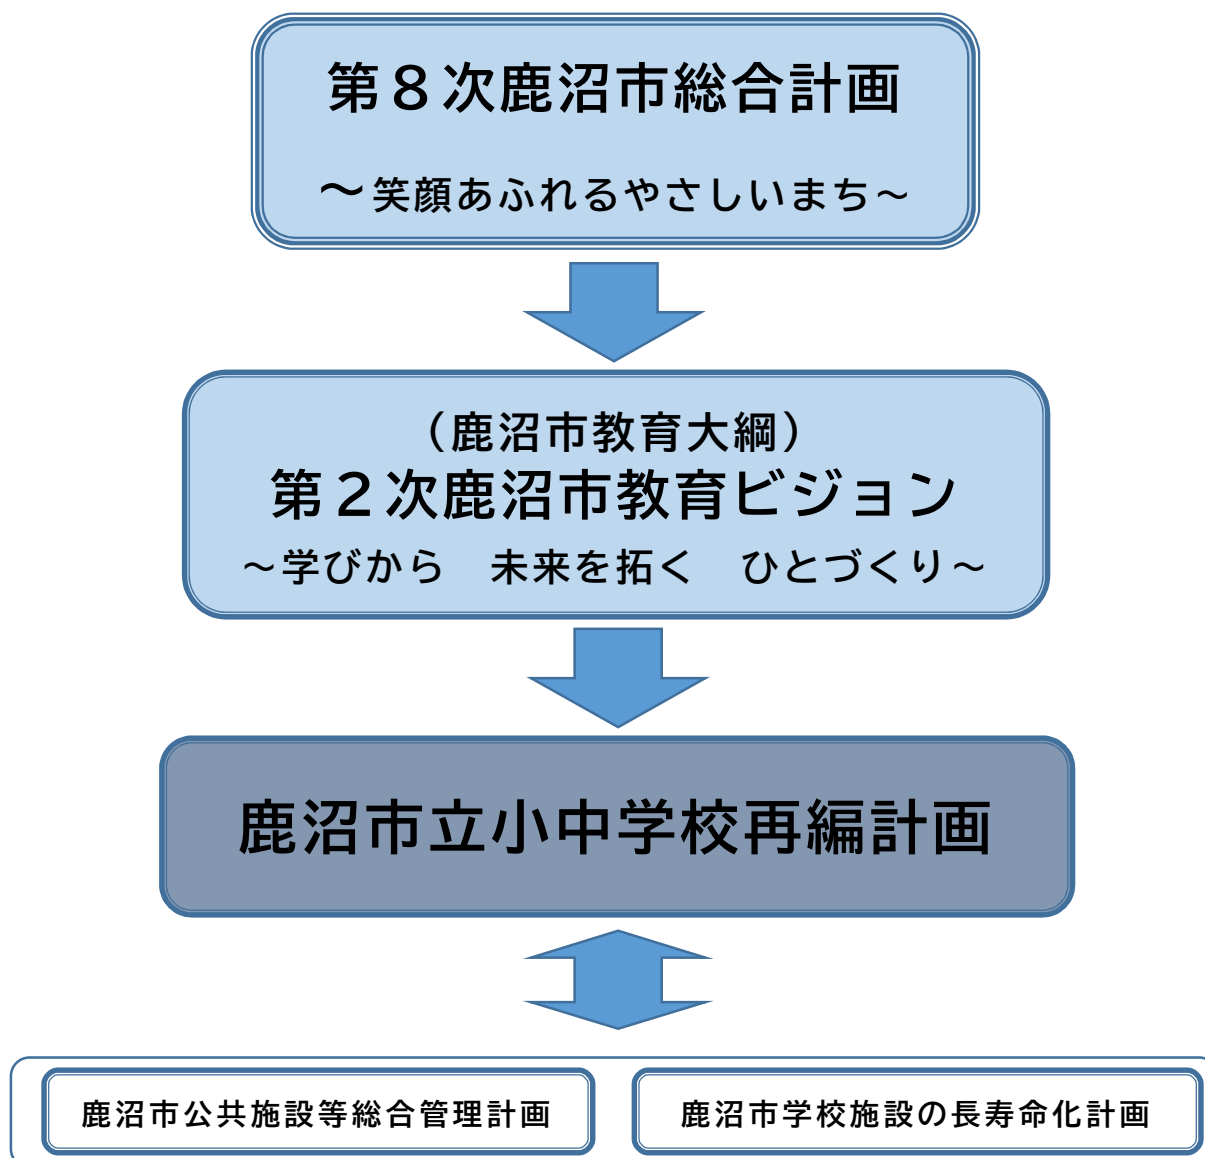 第８次鹿沼市総合計画
～笑顔あふれるやさしいまち～
（鹿沼市教育大綱）
第２次鹿沼市教育ビジョン
～学びから　未来を拓く　ひとづくり～
鹿沼市立小中学校再編計画
鹿沼市公共施設等総合管理計画
鹿沼市学校施設の長寿命化計画